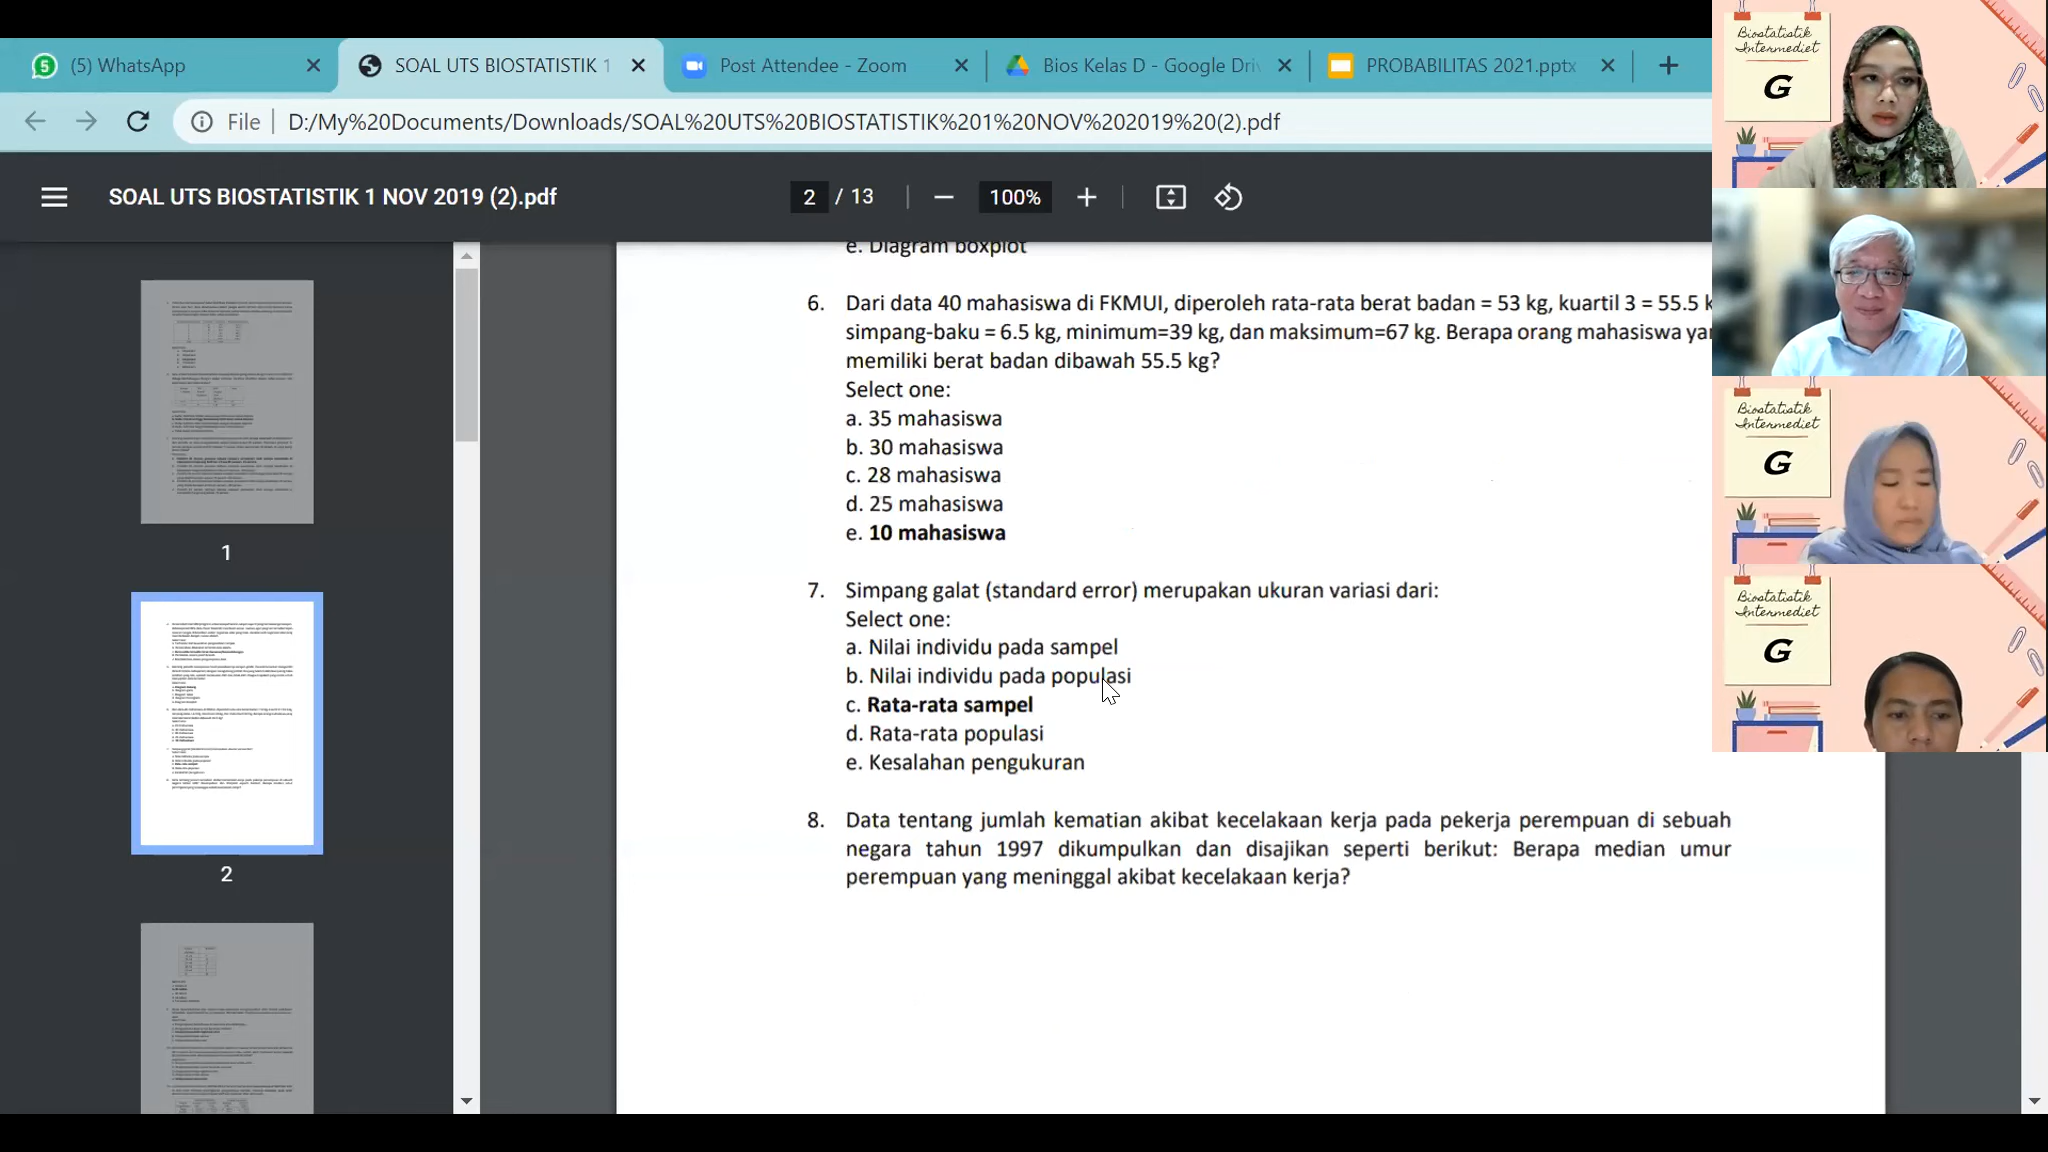 (5) WhatsApp
SOAL UTS BIOSTATISTIK 1
Post Attendee - Zoom
Bios Kelas D - Google Driv
PROBABILITAS 2021.pptx
File
D:/My%20Documents/Downloads/SOAL%20UTS%20BIOSTATISTIK%201%20NOV%202019%20(2).pdf
SOAL UTS BIOSTATISTIK 1 NOV 2019 (2).pdf
2 / 13
100%
1
2
e. Diagram boxplot
6. Dari data 40 mahasiswa di FKMUI, diperoleh rata-rata berat badan = 53 kg, kuartil 3 = 55.5 k
simpang-baku = 6.5 kg, minimum=39 kg, dan maksimum=67 kg. Berapa orang mahasiswa yan
memiliki berat badan dibawah 55.5 kg?
Select one:
a. 35 mahasiswa
b. 30 mahasiswa
c. 28 mahasiswa
d. 25 mahasiswa
e. 10 mahasiswa
7. Simpang galat (standard error) merupakan ukuran variasi dari:
Select one:
a. Nilai individu pada sampel
b. Nilai individu pada populasi
c. Rata-rata sampel
d. Rata-rata populasi
e. Kesalahan pengukuran
8. Data tentang jumlah kematian akibat kecelakaan kerja pada pekerja perempuan di sebuah
negara tahun 1997 dikumpulkan dan disajikan seperti berikut: Berapa median umur
perempuan yang meninggal akibat kecelakaan kerja?
Biostatistik
Intermediet
G
Biostatistik
Intermediet
G
Biostatistik
Intermediet
G